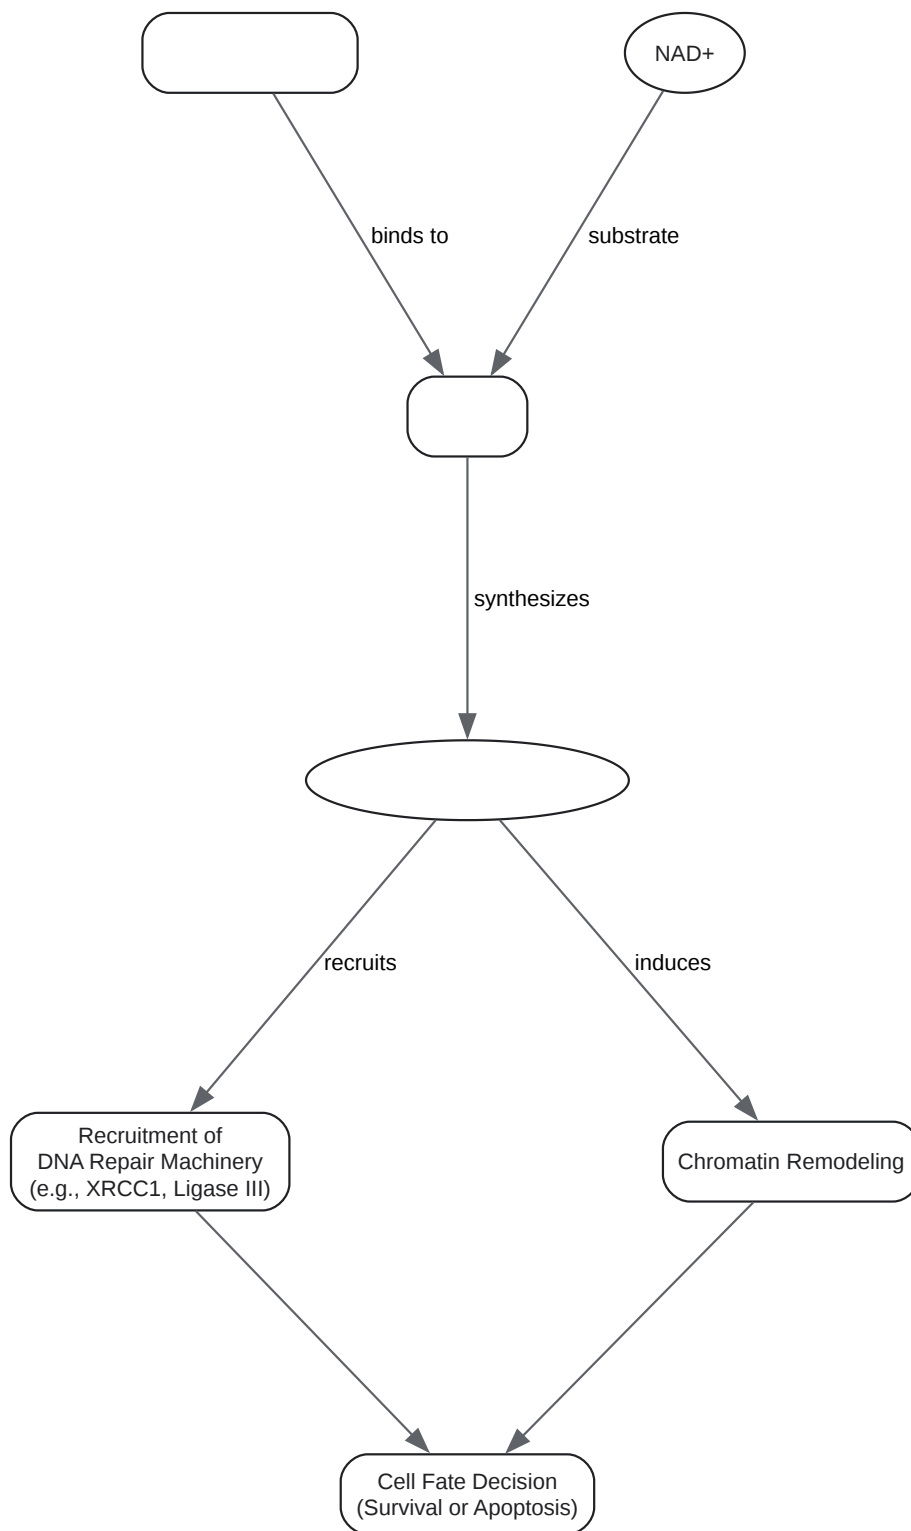 NAD+
binds to
substrate
synthesizes
recruits
induces
Recruitment of
DNA Repair Machinery
(e.g., XRCC1, Ligase III)
Chromatin Remodeling
Cell Fate Decision
(Survival or Apoptosis)